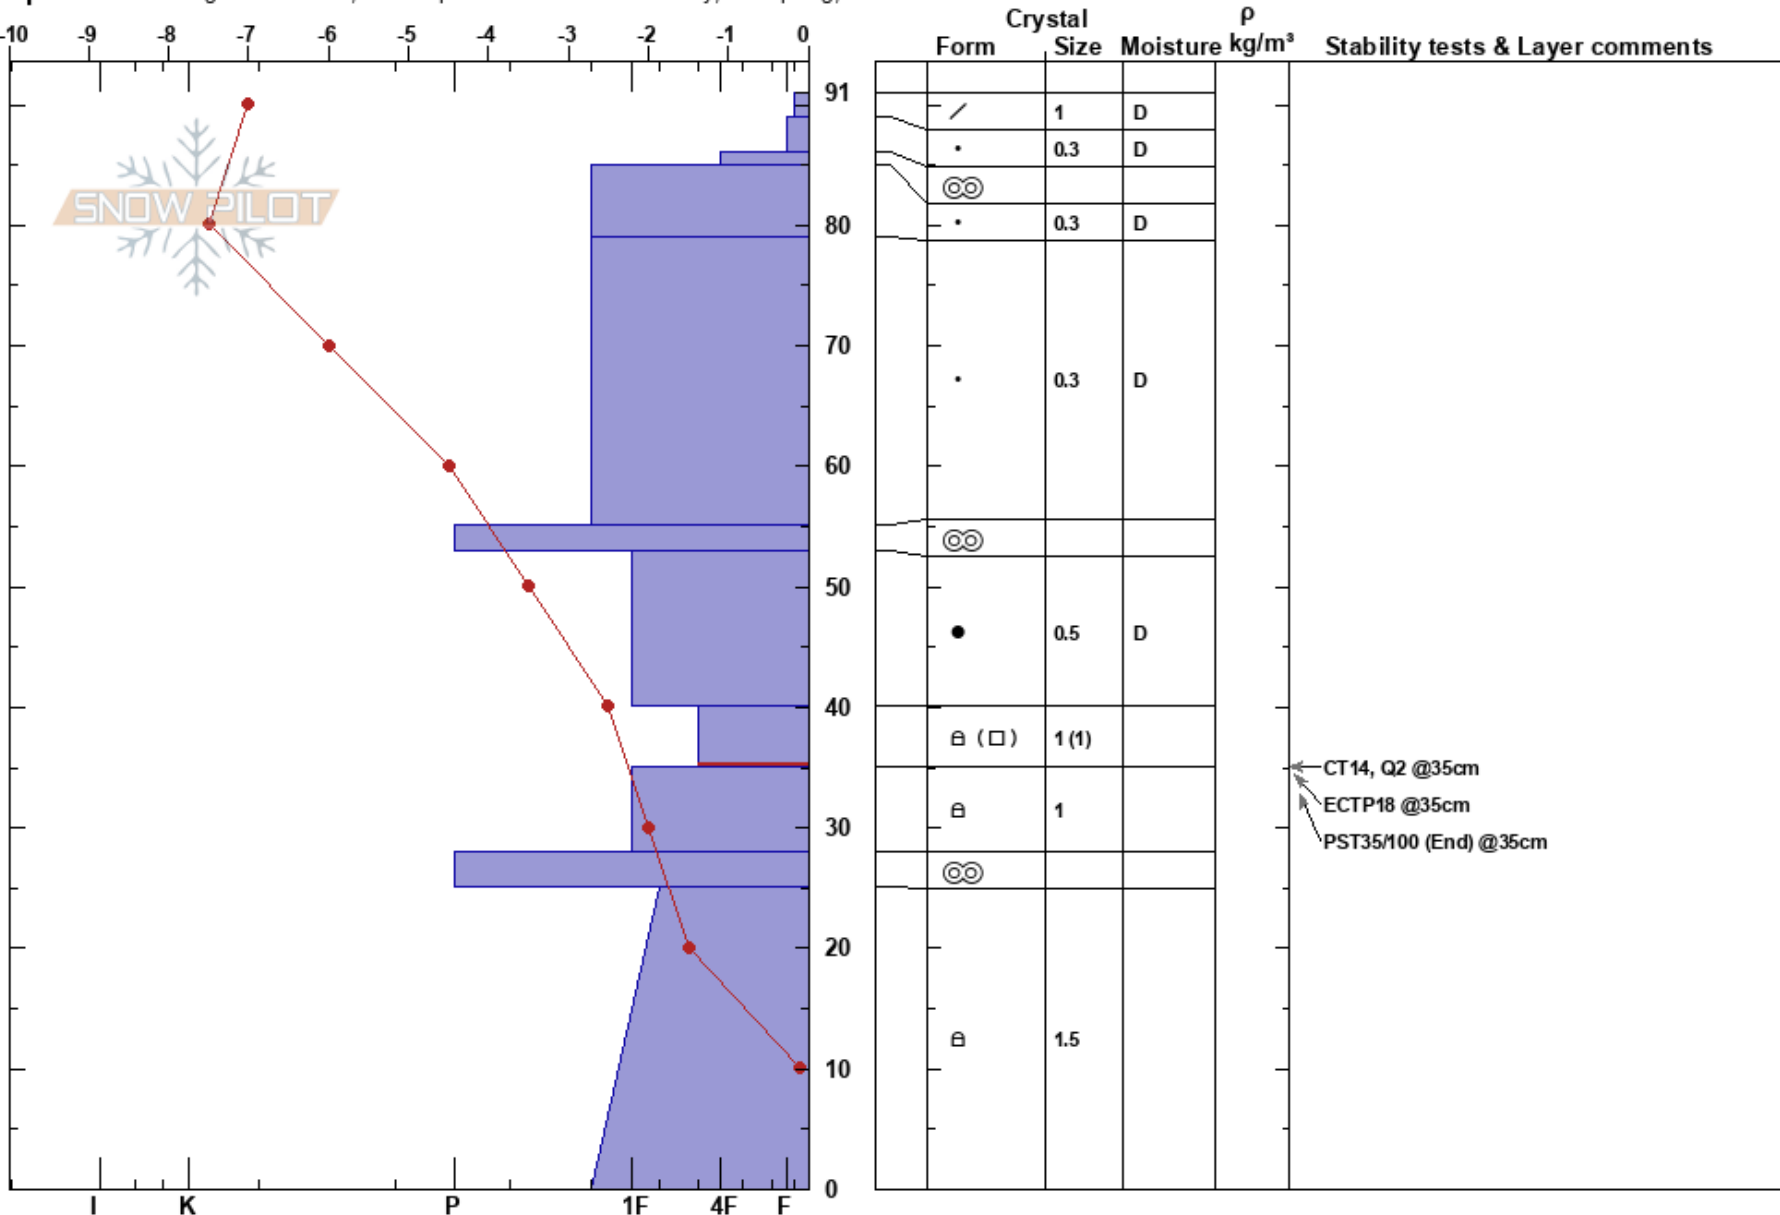 -10 -9 -8 -7 -6 -5 -4 -3 -2 -1 0
Crystal
Form Size Moisture ρ kg/m³ Stability tests & Layer comments
91
80
70
60
50
40
30
20
10
0
SNOW PILOT
1 D
0.3 D
0.3 D
0.3 D
0.5 D
1 (1)
1
1.5
CT14, Q2 @35cm
ECTP18 @35cm
PST35/100 (End) @35cm
I K P 1F 4F F